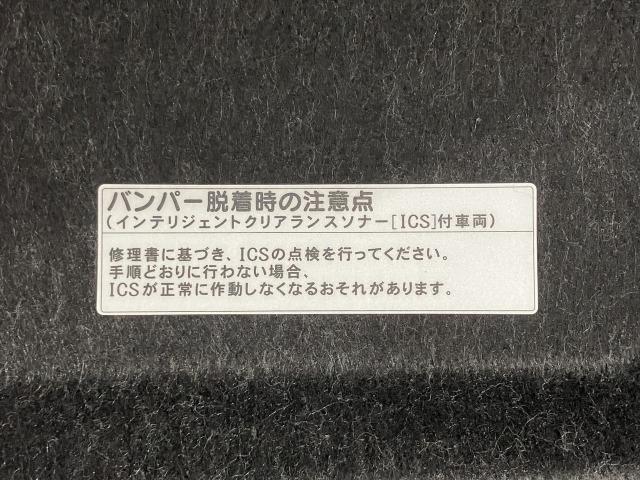 バンパー脱着時の注意点
(インテリジェントクリアランスソナー[ICS]付車両)
修理書に基づき、ICSの点検を行ってください。
手順どおりに行わない場合、
ICSが正常に作動しなくなるおそれがあります。